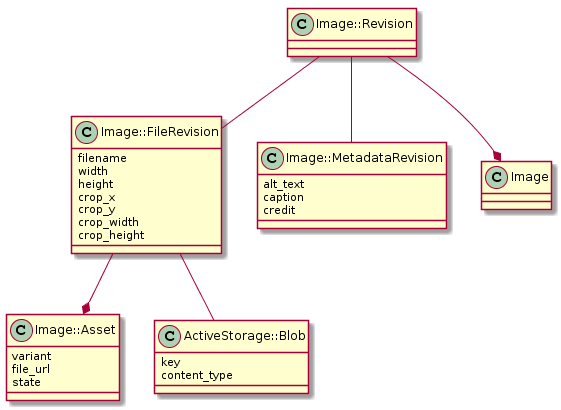 C Image::Revision
C Image::FileRevision
filename
width
height
crop_x
crop_y
crop_width
crop_height
C Image::MetadataRevision
alt_text
caption
credit
C Image
C Image::Asset
variant
file_url
state
C ActiveStorage::Blob
key
content_type